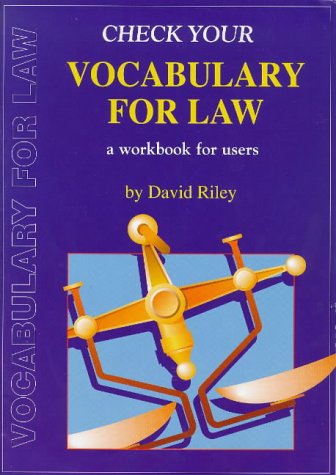 CHECK YOUR
VOCABULARY
FOR LAW
a workbook for users
by David Riley
VOCABULARY FOR LAW